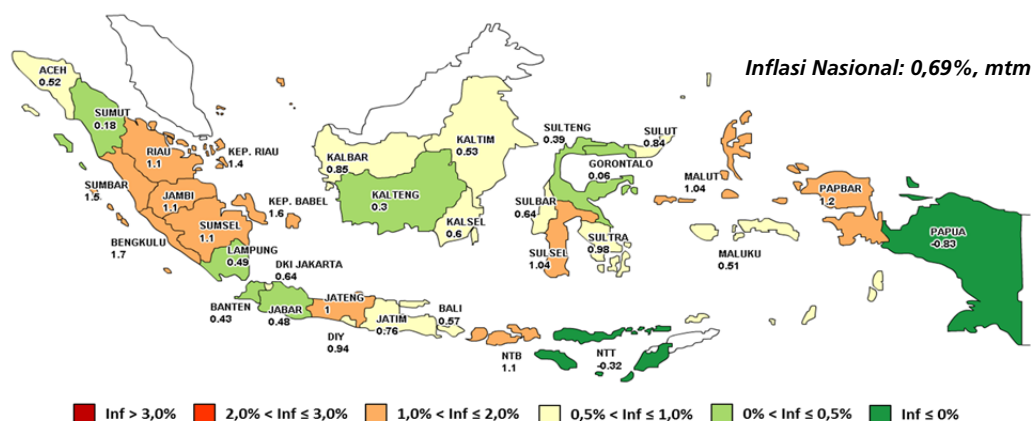 Inflasi Nasional: 0,69%, mtm
ACEH
0.52
SUMUT
0.18
RIAU
1.1
KEP. RIAU
1.4
SUMBAR
1.5
JAMBI
1.1
KEP. BABEL
1.6
SUMSEL
1.1
BENGKULU
1.7
LAMPUNG
0.49
DKI JAKARTA
0.64
BANTEN
0.43
JABAR
0.48
JATENG
1
DIY
0.94
JATIM
0.76
BALI
0.57
NTB
1.1
NTT
-0.32
KALBAR
0.85
KALTENG
0.3
KALTIM
0.53
KALSEL
0.6
SULTENG
0.39
SULUT
0.84
GORONTALO
0.06
SULBAR
0.64
SULSEL
1.04
SULTRA
0.98
MALUT
1.04
MALUKU
0.51
PAPBAR
1.2
PAPUA
-0.83
Inf > 3,0%
2,0% < Inf ≤ 3,0%
1,0% < Inf ≤ 2,0%
0,5% < Inf ≤ 1,0%
0% < Inf ≤ 0,5%
Inf ≤ 0%